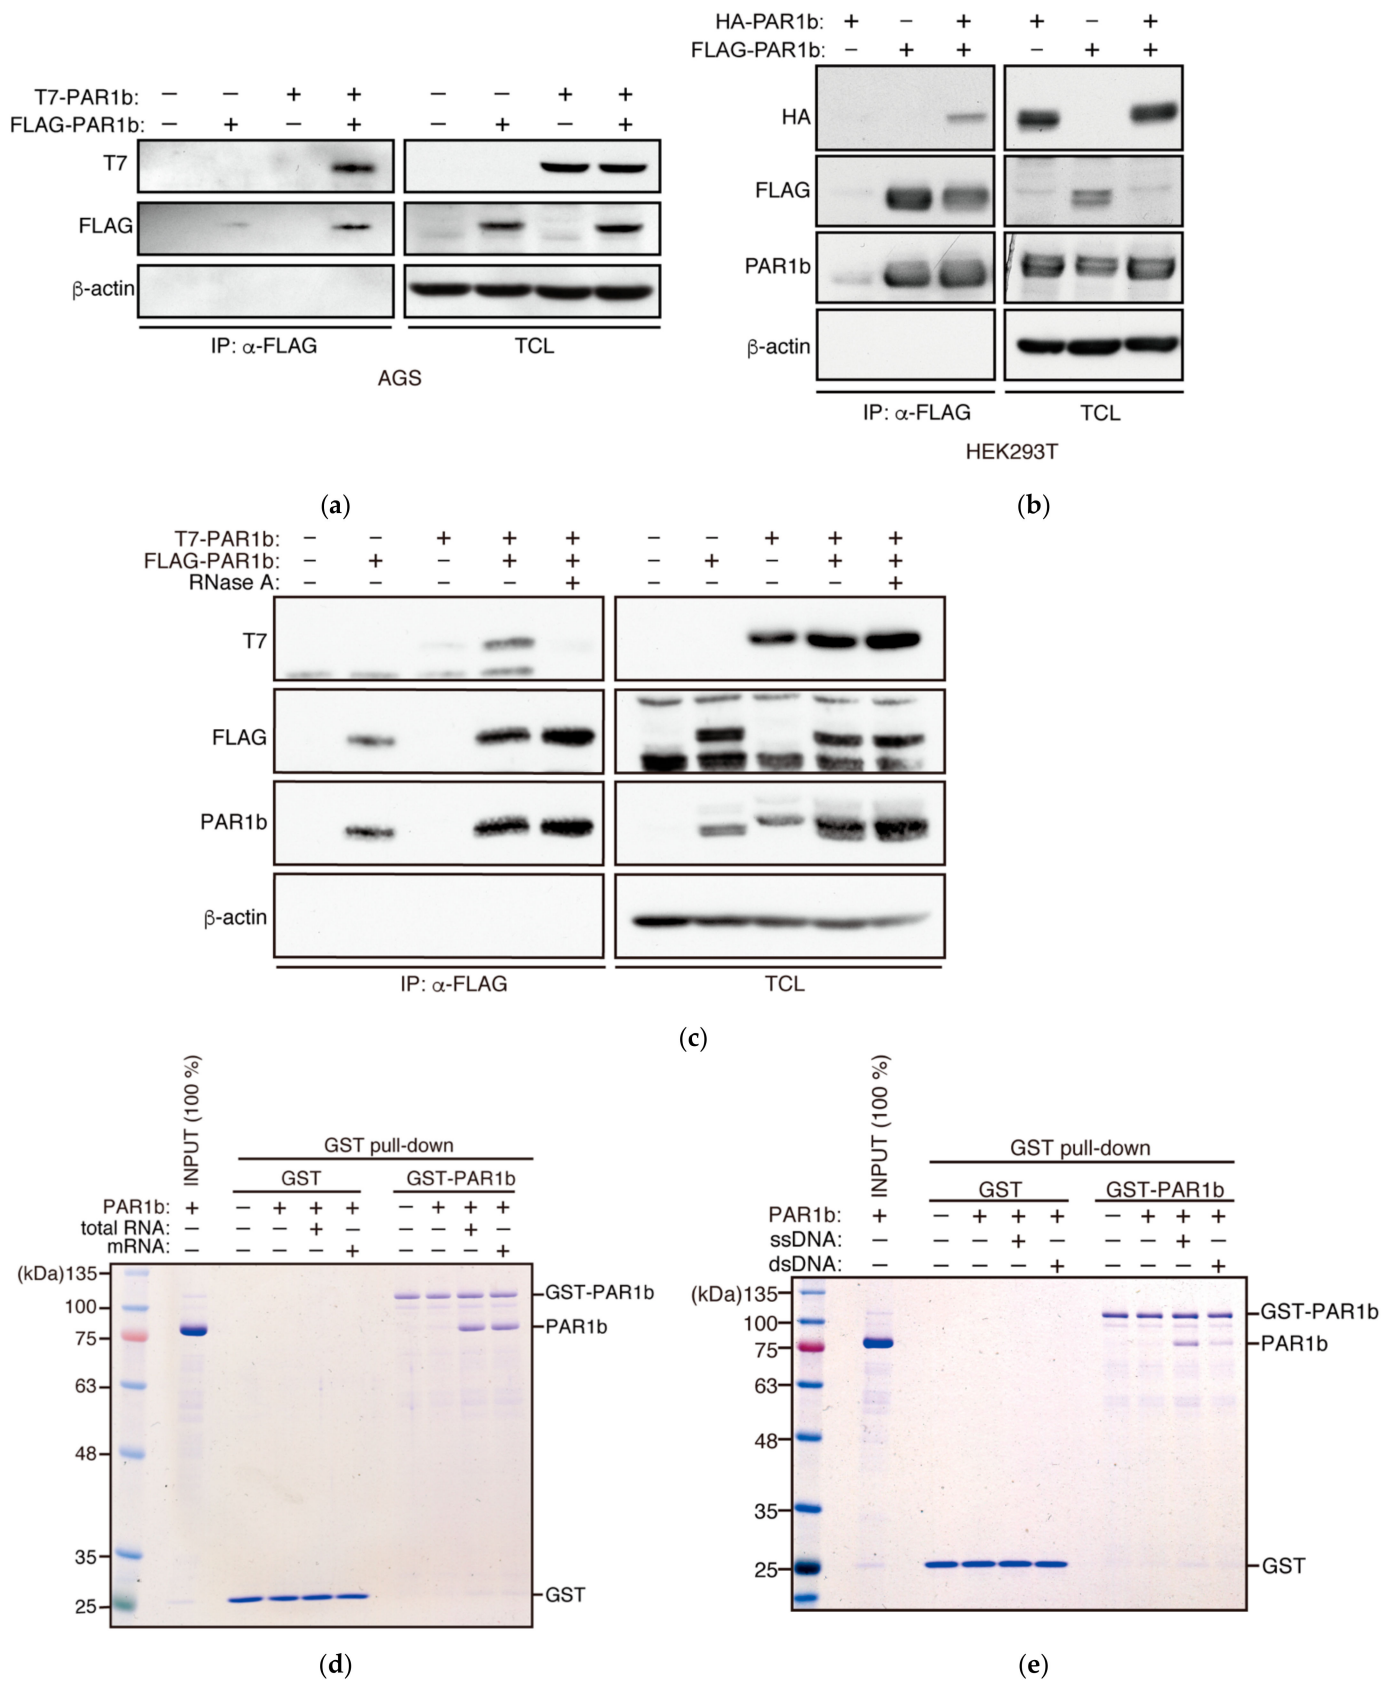 T7-PAR1b: − − + + − − + +
FLAG-PAR1b: − + − + − + − +
T7
FLAG
β-actin
IP: α-FLAG TCL
AGS
(a)
HA-PAR1b: + − + + − +
FLAG-PAR1b: − + + − + +
HA
FLAG
PAR1b
β-actin
IP: α-FLAG TCL
HEK293T
(b)
T7-PAR1b: − − + + + − − + + +
FLAG-PAR1b: − + − + + − + − + +
RNase A: − − − − + − − − − +
T7
FLAG
PAR1b
β-actin
IP: α-FLAG TCL
(c)
INPUT (100 %)
GST pull-down
GST GST-PAR1b
PAR1b: + − + + + − + + +
total RNA: − − − + − − − + −
mRNA: − − − − + − − − +
(kDa) 135
100
75
63
48
35
25
GST-PAR1b
PAR1b
GST
(d)
INPUT (100 %)
GST pull-down
GST GST-PAR1b
PAR1b: + − + + + − + + +
ssDNA: − − − + − − − + −
dsDNA: − − − − + − − − +
(kDa) 135
100
75
63
48
35
25
GST-PAR1b
PAR1b
GST
(e)